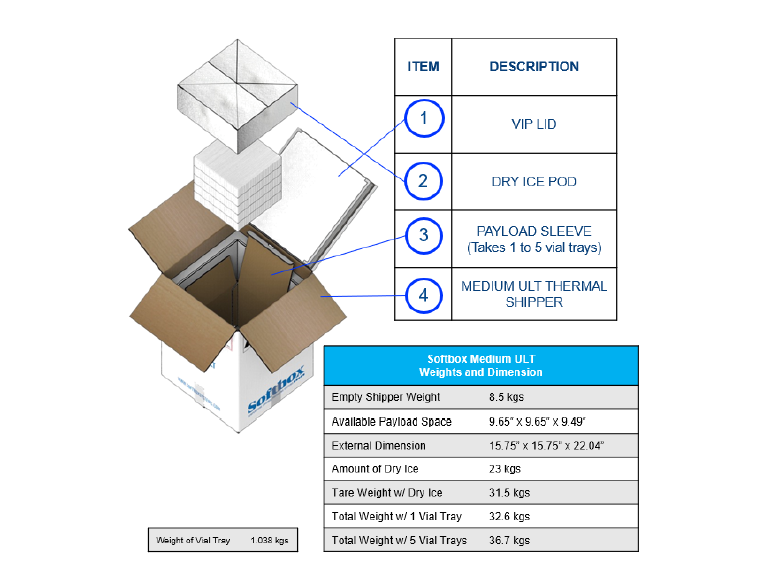 ITEM DESCRIPTION
1 VIP LID
2 DRY ICE POD
3 PAYLOAD SLEEVE
(Takes 1 to 5 vial trays)
4 MEDIUM ULT THERMAL
SHIPPER
Softbox
Softbox Medium ULT
Weights and Dimension
Empty Shipper Weight 8.5 kgs
Available Payload Space 9.65" x 9.65" x 9.49"
External Dimension 15.75" x 15.75" x 22.04"
Amount of Dry Ice 23 kgs
Tare Weight w/ Dry Ice 31.5 kgs
Total Weight w/ 1 Vial Tray 32.6 kgs
Total Weight w/ 5 Vial Trays 36.7 kgs
Weight of Vial Tray 1.038 kgs